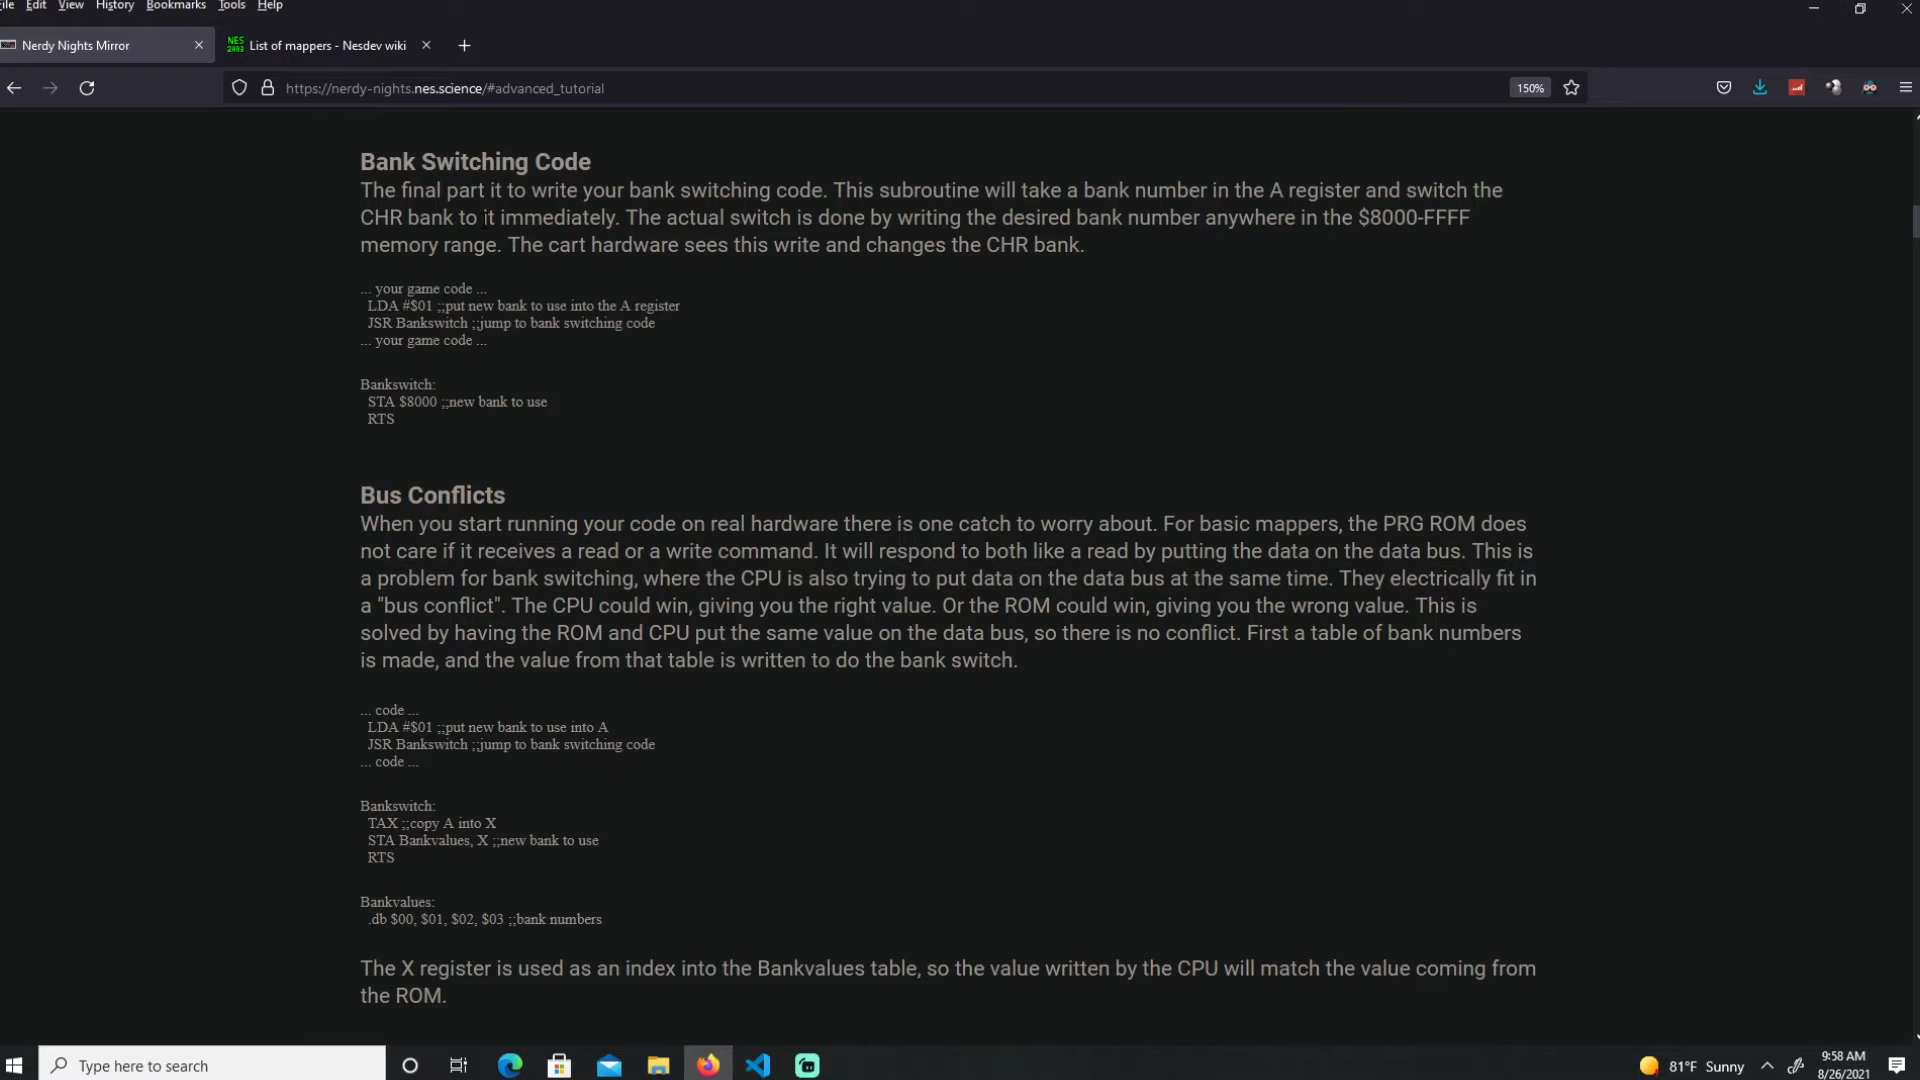 ile Edit View History Bookmarks Tools Help
Nerdy Nights Mirror
NES 2003 List of mappers - Nesdev wiki
https://nerdy-nights.nes.science/#advanced_tutorial 150%
Bank Switching Code
The final part it to write your bank switching code. This subroutine will take a bank number in the A register and switch the
CHR bank to it immediately. The actual switch is done by writing the desired bank number anywhere in the $8000-FFFF
memory range. The cart hardware sees this write and changes the CHR bank.
... your game code ...
LDA #$01 ;;put new bank to use into the A register
JSR Bankswitch ;;jump to bank switching code
... your game code ...
Bankswitch:
STA $8000 ;;new bank to use
RTS
Bus Conflicts
When you start running your code on real hardware there is one catch to worry about. For basic mappers, the PRG ROM does
not care if it receives a read or a write command. It will respond to both like a read by putting the data on the data bus. This is
a problem for bank switching, where the CPU is also trying to put data on the data bus at the same time. They electrically fit in
a "bus conflict". The CPU could win, giving you the right value. Or the ROM could win, giving you the wrong value. This is
solved by having the ROM and CPU put the same value on the data bus, so there is no conflict. First a table of bank numbers
is made, and the value from that table is written to do the bank switch.
... code ...
LDA #$01 ;;put new bank to use into A
JSR Bankswitch ;;jump to bank switching code
... code ...
Bankswitch:
TAX ;;copy A into X
STA Bankvalues, X ;;new bank to use
RTS
Bankvalues:
.db $00, $01, $02, $03 ;;bank numbers
The X register is used as an index into the Bankvalues table, so the value written by the CPU will match the value coming from
the ROM.
Type here to search
81°F Sunny
9:58 AM
8/26/2021